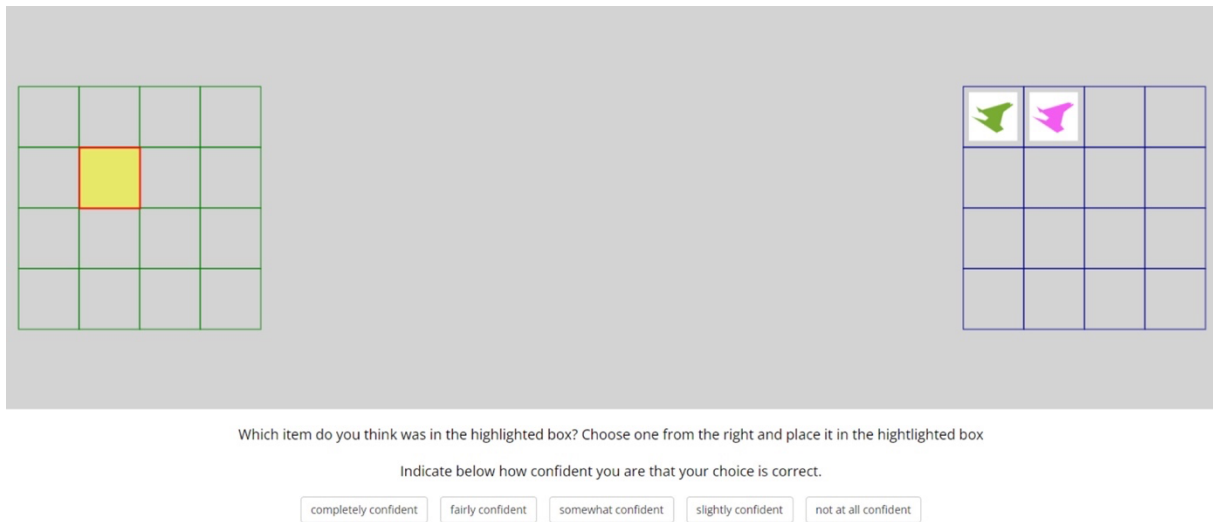 Which item do you think was in the highlighted box? Choose one from the right and place it in the hightlighted box
Indicate below how confident you are that your choice is correct.
completely confident fairly confident somewhat confident slightly confident not at all confident